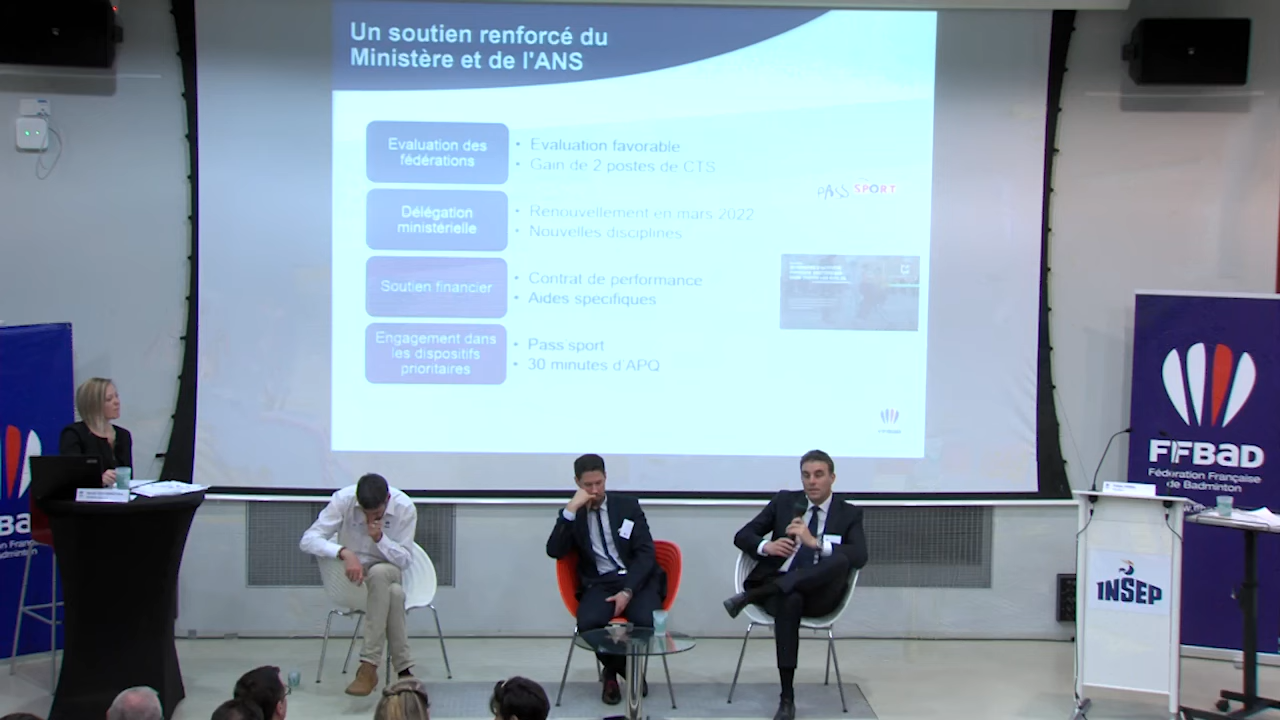 Un soutien renforcé du
Ministère et de l'ANS
Evaluation des
fédérations
• Evaluation favorable
• Gain de 2 postes de CTS
Délégation
ministérielle
• Renouvellement en mars 2022
• Nouvelles disciplines
Soutien financier
• Contrat de performance
• Aides spécifiques
Engagement dans
les dispositifs
prioritaires
• Pass sport
• 30 minutes d'APQ
PASS SPORT
FFBAD
FFBaD
Fédération Française
de Badminton
INSEP